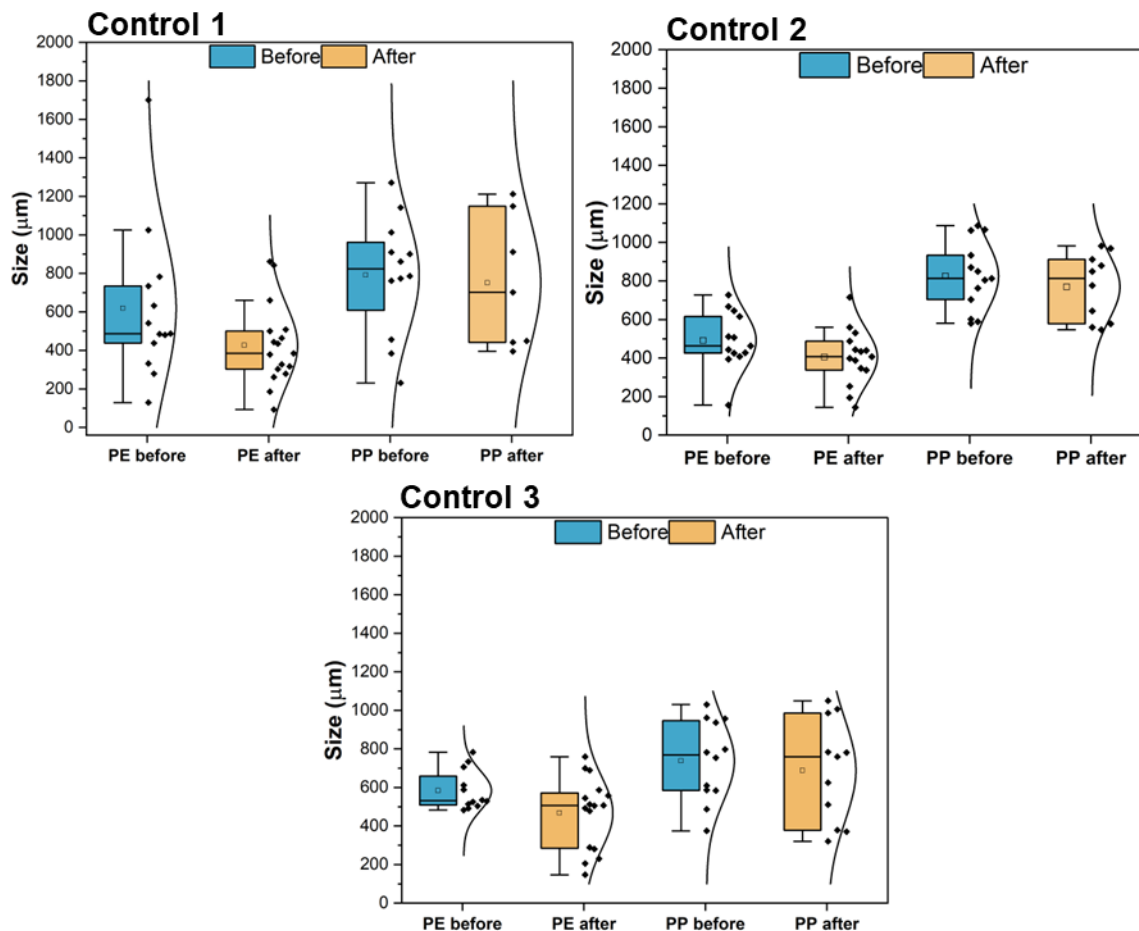 Control 1
Before After
Size (μm)
2000
1800
1600
1400
1200
1000
800
600
400
200
0
PE before PE after PP before PP after
Control 2
Before After
Size (μm)
2000
1800
1600
1400
1200
1000
800
600
400
200
0
PE before PE after PP before PP after
Control 3
Before After
Size (μm)
2000
1800
1600
1400
1200
1000
800
600
400
200
0
PE before PE after PP before PP after